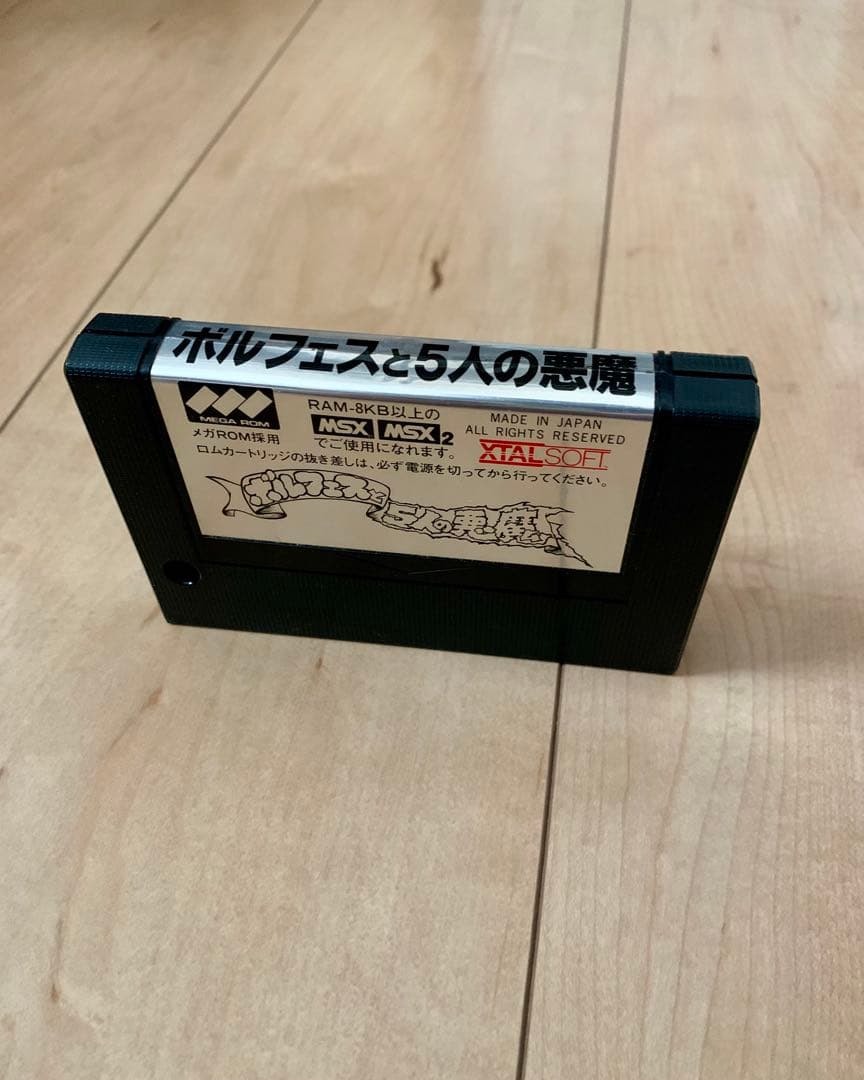 ボルフェスと5人の悪魔
MEGA ROM
メガROM採用
RAM-8KB以上の
MSX MSX2
でご使用になれます。
MADE IN JAPAN
ALL RIGHTS RESERVED
XTALSOFT
ロムカートリッジの抜き差しは、必ず電源を切ってから行ってください。
ボルフェスと
5人の悪魔